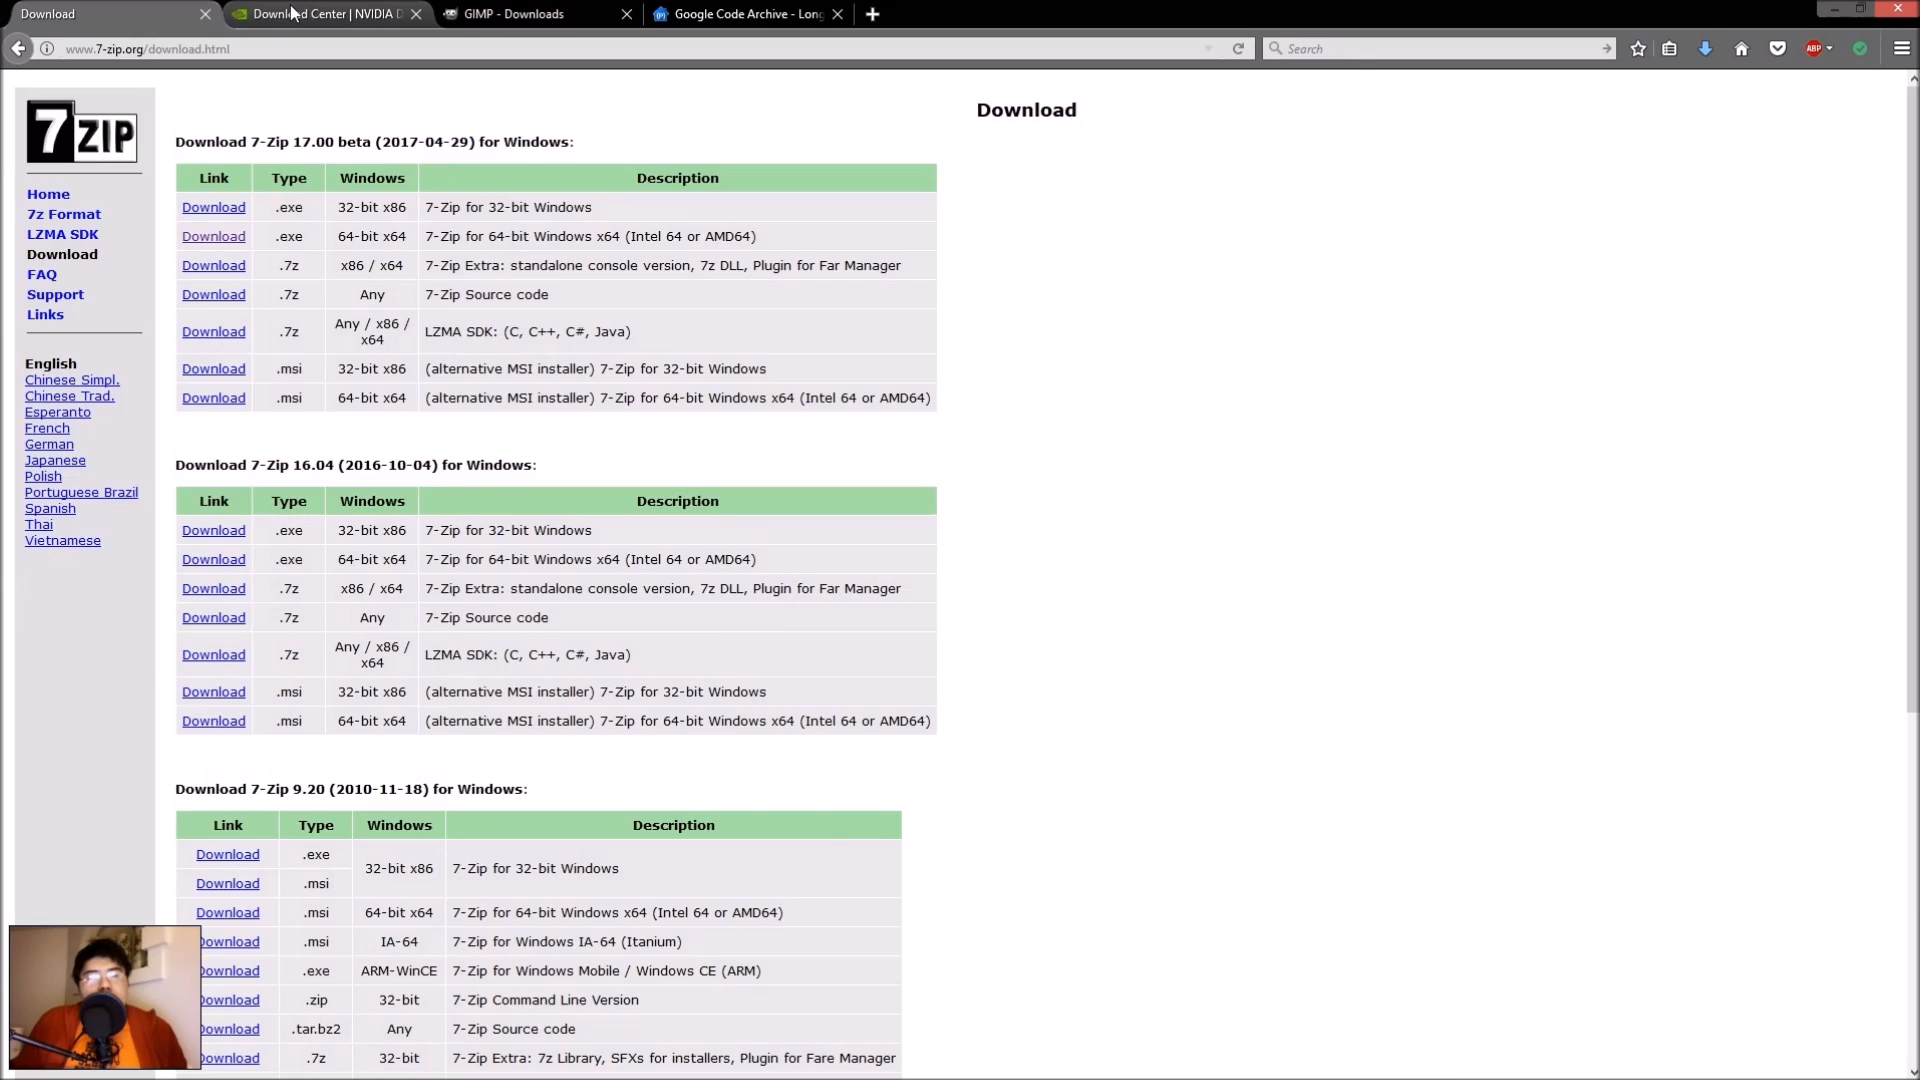 Download
Download Center | NVIDIA D
GIMP - Downloads
Google Code Archive - Long
www.7-zip.org/download.html
Search
ABP
7 ZIP
Home
7z Format
LZMA SDK
Download
FAQ
Support
Links
English
Chinese Simpl.
Chinese Trad.
Esperanto
French
German
Japanese
Polish
Portuguese Brazil
Spanish
Thai
Vietnamese
Download
Download 7-Zip 17.00 beta (2017-04-29) for Windows:
Link Type Windows Description
Download .exe 32-bit x86 7-Zip for 32-bit Windows
Download .exe 64-bit x64 7-Zip for 64-bit Windows x64 (Intel 64 or AMD64)
Download .7z x86 / x64 7-Zip Extra: standalone console version, 7z DLL, Plugin for Far Manager
Download .7z Any 7-Zip Source code
Download .7z Any / x86 / x64 LZMA SDK: (C, C++, C#, Java)
Download .msi 32-bit x86 (alternative MSI installer) 7-Zip for 32-bit Windows
Download .msi 64-bit x64 (alternative MSI installer) 7-Zip for 64-bit Windows x64 (Intel 64 or AMD64)
Download 7-Zip 16.04 (2016-10-04) for Windows:
Link Type Windows Description
Download .exe 32-bit x86 7-Zip for 32-bit Windows
Download .exe 64-bit x64 7-Zip for 64-bit Windows x64 (Intel 64 or AMD64)
Download .7z x86 / x64 7-Zip Extra: standalone console version, 7z DLL, Plugin for Far Manager
Download .7z Any 7-Zip Source code
Download .7z Any / x86 / x64 LZMA SDK: (C, C++, C#, Java)
Download .msi 32-bit x86 (alternative MSI installer) 7-Zip for 32-bit Windows
Download .msi 64-bit x64 (alternative MSI installer) 7-Zip for 64-bit Windows x64 (Intel 64 or AMD64)
Download 7-Zip 9.20 (2010-11-18) for Windows:
Link Type Windows Description
Download .exe 32-bit x86 7-Zip for 32-bit Windows
Download .msi
Download .msi 64-bit x64 7-Zip for 64-bit Windows x64 (Intel 64 or AMD64)
Download .msi IA-64 7-Zip for Windows IA-64 (Itanium)
Download .exe ARM-WinCE 7-Zip for Windows Mobile / Windows CE (ARM)
Download .zip 32-bit 7-Zip Command Line Version
Download .tar.bz2 Any 7-Zip Source code
Download .7z 32-bit 7-Zip Extra: 7z Library, SFXs for installers, Plugin for Fare Manager